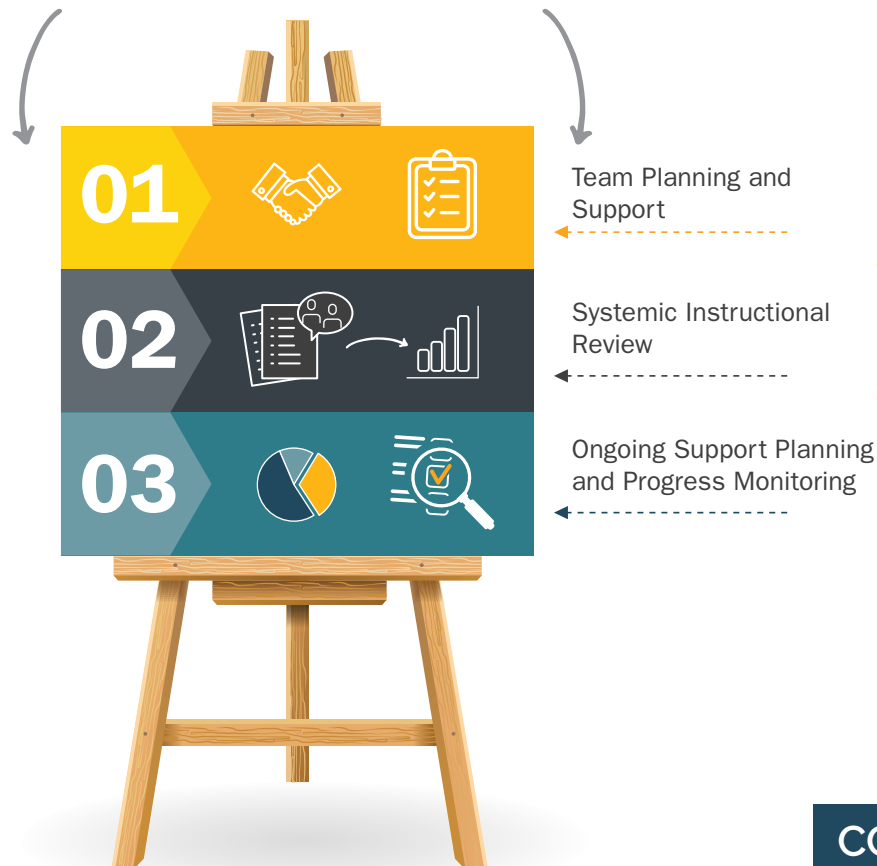 01
Team Planning and
Support
02
Systemic Instructional
Review
03
Ongoing Support Planning
and Progress Monitoring